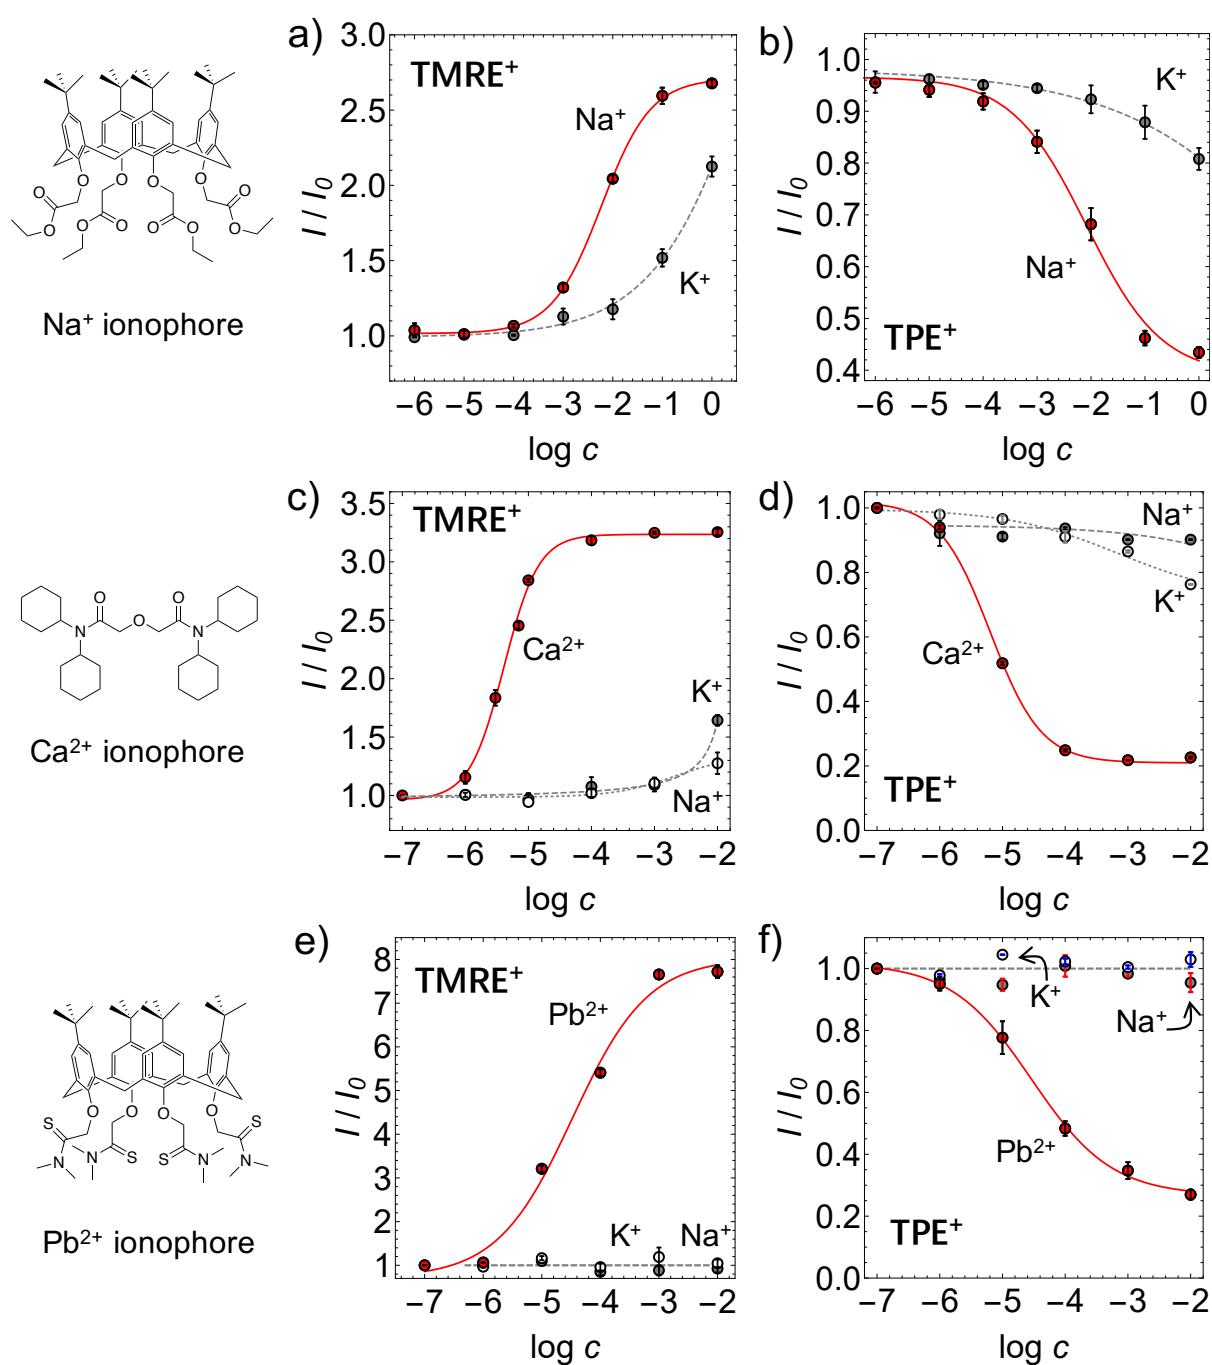 a)
3.0
TMRE⁺
2.5
Na⁺
I / I₀
2.0
1.5
K⁺
1.0
−6 −5 −4 −3 −2 −1 0
log c
b)
1.0
K⁺
0.9
0.8
I / I₀
0.7
Na⁺
0.6
0.5
TPE⁺
0.4
−6 −5 −4 −3 −2 −1 0
log c
O O O O
O O O O
O O O O
Na⁺ ionophore
c)
3.5
TMRE⁺
3.0
2.5
Ca²⁺
I / I₀
2.0
K⁺
1.5
1.0
Na⁺
−7 −6 −5 −4 −3 −2
log c
d)
1.0
Na⁺
0.8
K⁺
I / I₀
0.6
Ca²⁺
0.4
0.2
TPE⁺
0.0
−7 −6 −5 −4 −3 −2
log c
O O
N O N
Ca²⁺ ionophore
e)
8
TMRE⁺
7
Pb²⁺
6
5
I / I₀
4
3
2
K⁺ Na⁺
1
−7 −6 −5 −4 −3 −2
log c
f)
1.0
K⁺
Na⁺
0.8
I / I₀
0.6
Pb²⁺
0.4
0.2
TPE⁺
0.0
−7 −6 −5 −4 −3 −2
log c
O O O O
S S S S
N N N N
Pb²⁺ ionophore